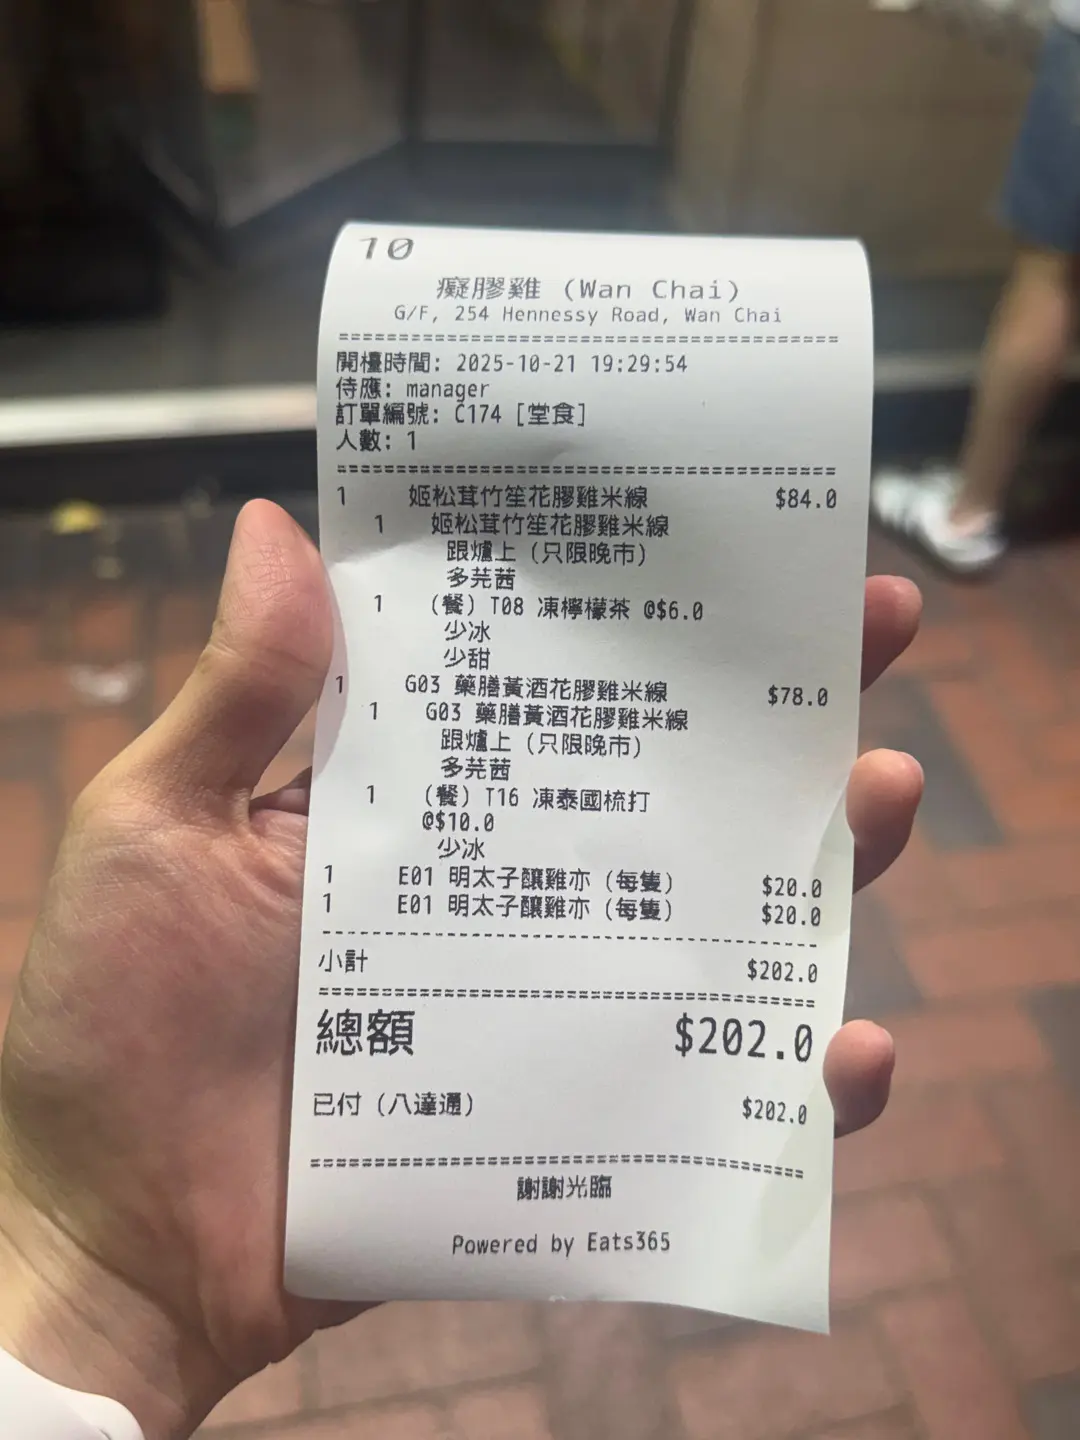 10
癡膠雞 (Wan Chai)
G/F, 254 Hennessy Road, Wan Chai
開檯時間: 2025-10-21 19:29:54
侍應: manager
訂單編號: C174 [堂食]
人數: 1
1 姬松茸竹笙花膠雞米線 $84.0
1 姬松茸竹笙花膠雞米線
跟爐上 (只限晚市)
多芫茜
1 (餐) T08 凍檸檬茶 @$6.0
少冰
少甜
1 G03 藥膳黃酒花膠雞米線 $78.0
1 G03 藥膳黃酒花膠雞米線
跟爐上 (只限晚市)
多芫茜
1 (餐) T16 凍泰國梳打
@$10.0
少冰
1 E01 明太子釀雞亦 (每隻) $20.0
1 E01 明太子釀雞亦 (每隻) $20.0
小計 $202.0
總額 $202.0
已付 (八達通) $202.0
謝謝光臨
Powered by Eats365